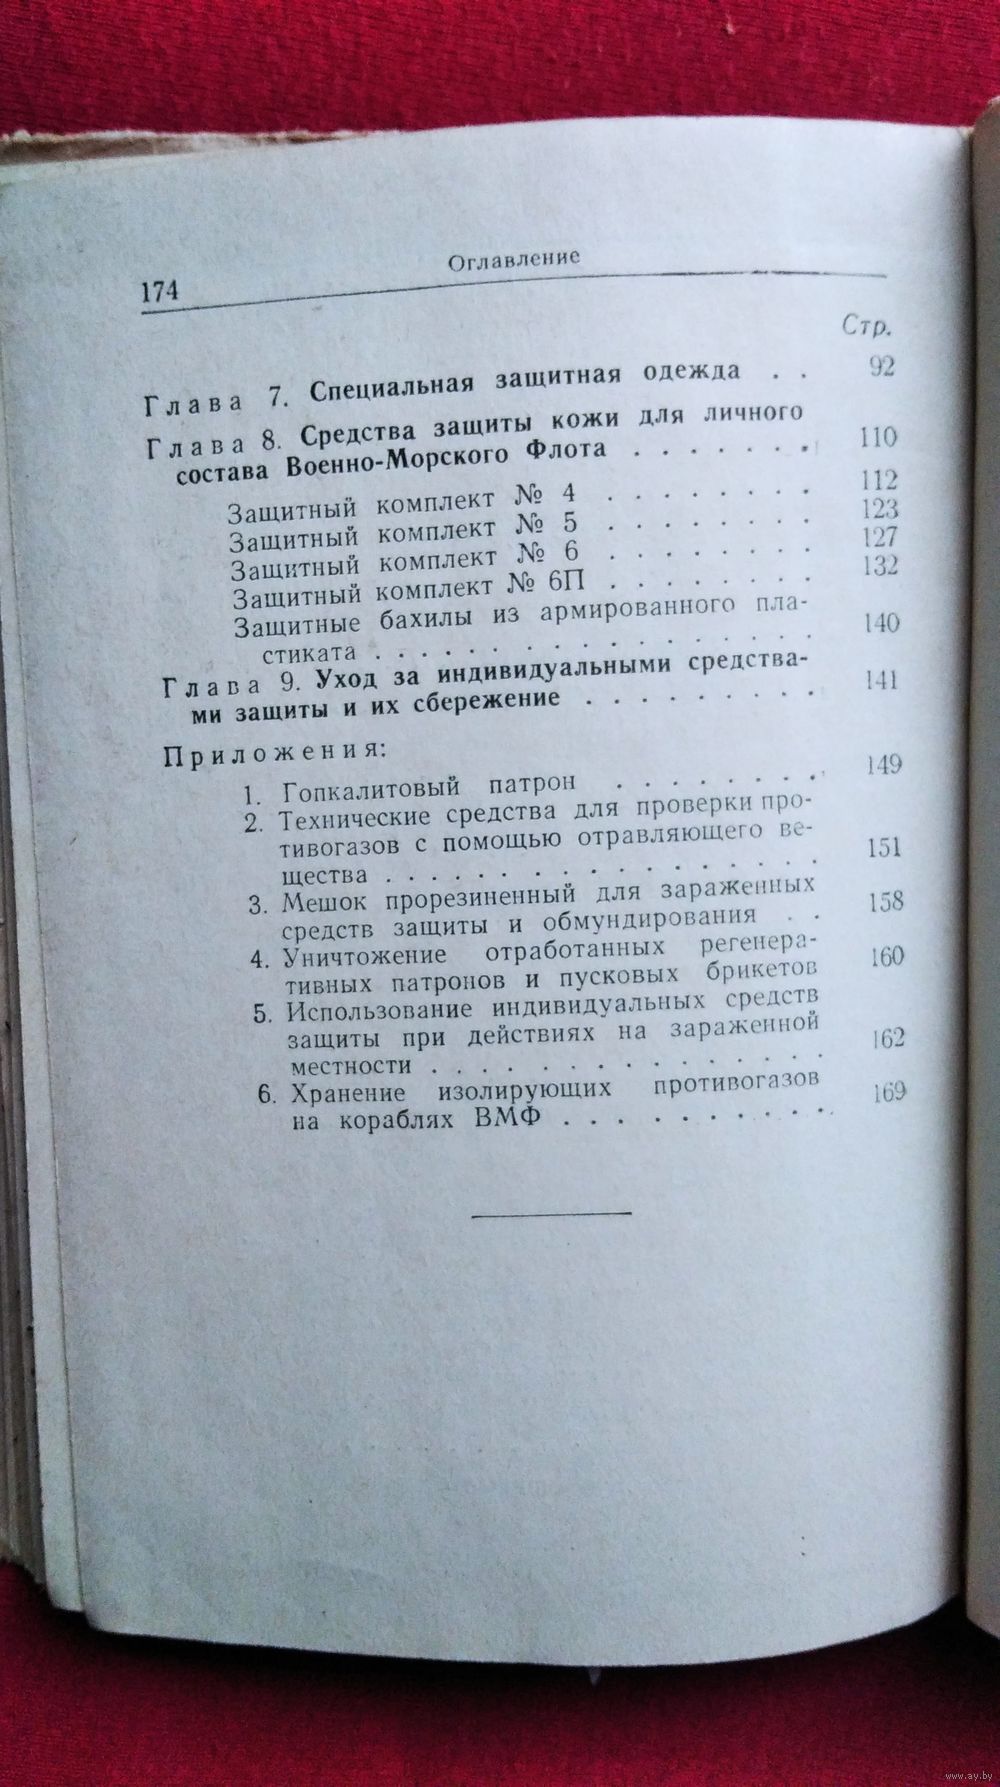 Оглавление
174
Стр.
Глава 7. Специальная защитная одежда . . 92
Глава 8. Средства защиты кожи для личного
состава Военно-Морского Флота . . . . . . . 110
Защитный комплект № 4 . . . . . . . . 112
Защитный комплект № 5 . . . . . . . . 123
Защитный комплект № 6 . . . . . . . . 127
Защитный комплект № 6П . . . . . . . . 132
Защитные бахилы из армированного пла-
стиката . . . . . . . . . . . . . . . . . 140
Глава 9. Уход за индивидуальными средства-
ми защиты и их сбережение . . . . . . . . . 141
Приложения:
1. Гопкалитовый патрон . . . . . . . . 149
2. Технические средства для проверки про-
тивогазов с помощью отравляющего ве-
щества . . . . . . . . . . . . . . . . 151
3. Мешок прорезиненный для зараженных
средств защиты и обмундирования . . 158
4. Уничтожение отработанных регенера-
тивных патронов и пусковых брикетов 160
5. Использование индивидуальных средств
защиты при действиях на зараженной
местности . . . . . . . . . . . . . . . 162
6. Хранение изолирующих противогазов
на кораблях ВМФ . . . . . . . . . . 169
www.ay.by